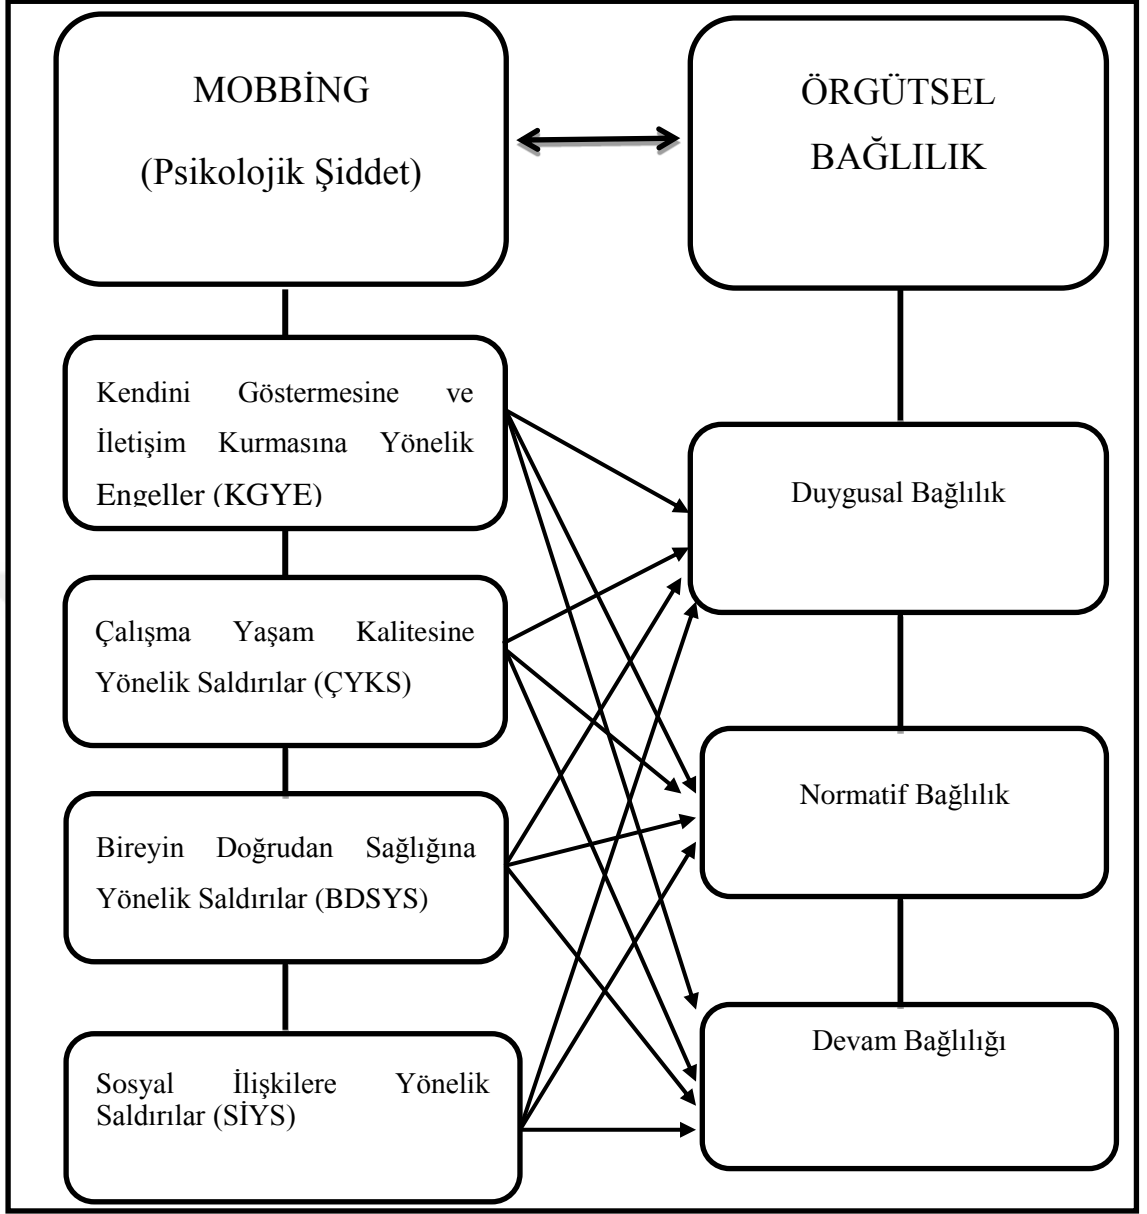 MOBBİNG
(Psikolojik Şiddet)
ÖRGÜTSEL
BAĞLILIK
Kendini Göstermesine ve
İletişim Kurmasına Yönelik
Engeller (KGYE)
Çalışma Yaşam Kalitesine
Yönelik Saldırılar (ÇYKS)
Bireyin Doğrudan Sağlığına
Yönelik Saldırılar (BDSYS)
Sosyal İlişkilere Yönelik
Saldırılar (SİYS)
Duygusal Bağlılık
Normatif Bağlılık
Devam Bağlılığı